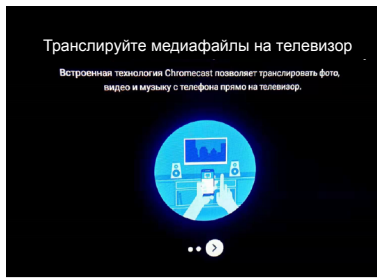 Транслируйте медиафайлы на телевизор
Встроенная технология Chromecast позволяет транслировать фото,
видео и музыку с телефона прямо на телевизор.